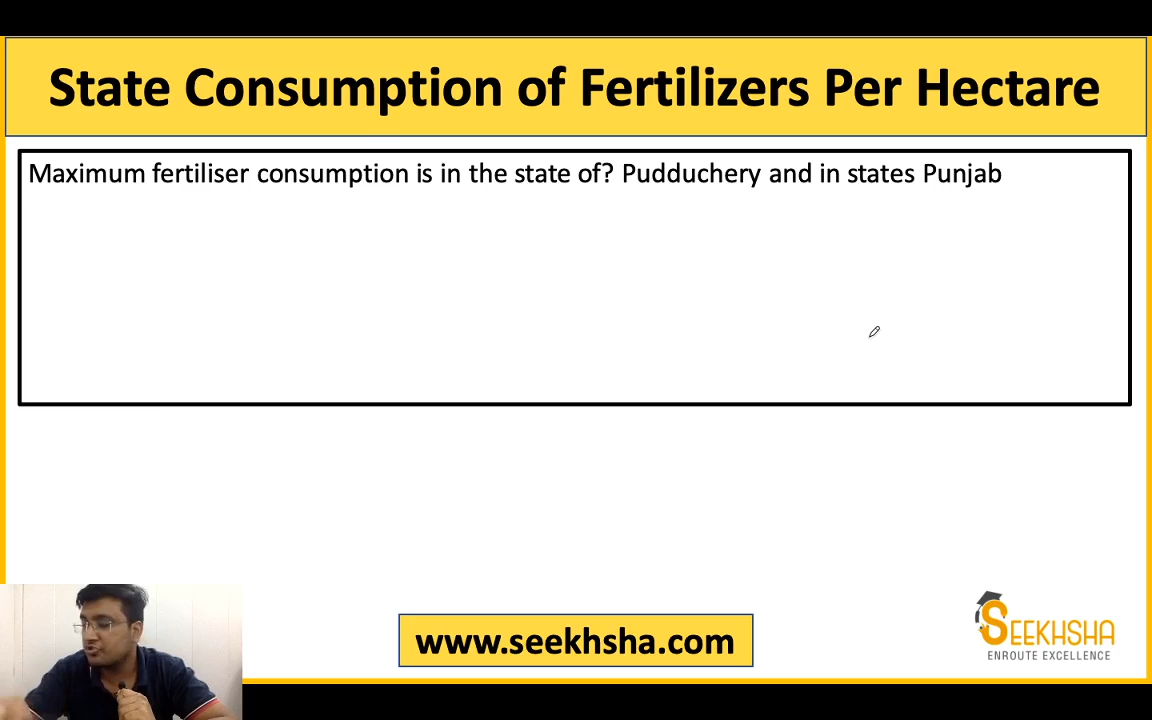 State Consumption of Fertilizers Per Hectare
Maximum fertiliser consumption is in the state of? Pudduchery and in states Punjab
www.seekhsha.com
SEEKHSHA
ENROUTE EXCELLENCE